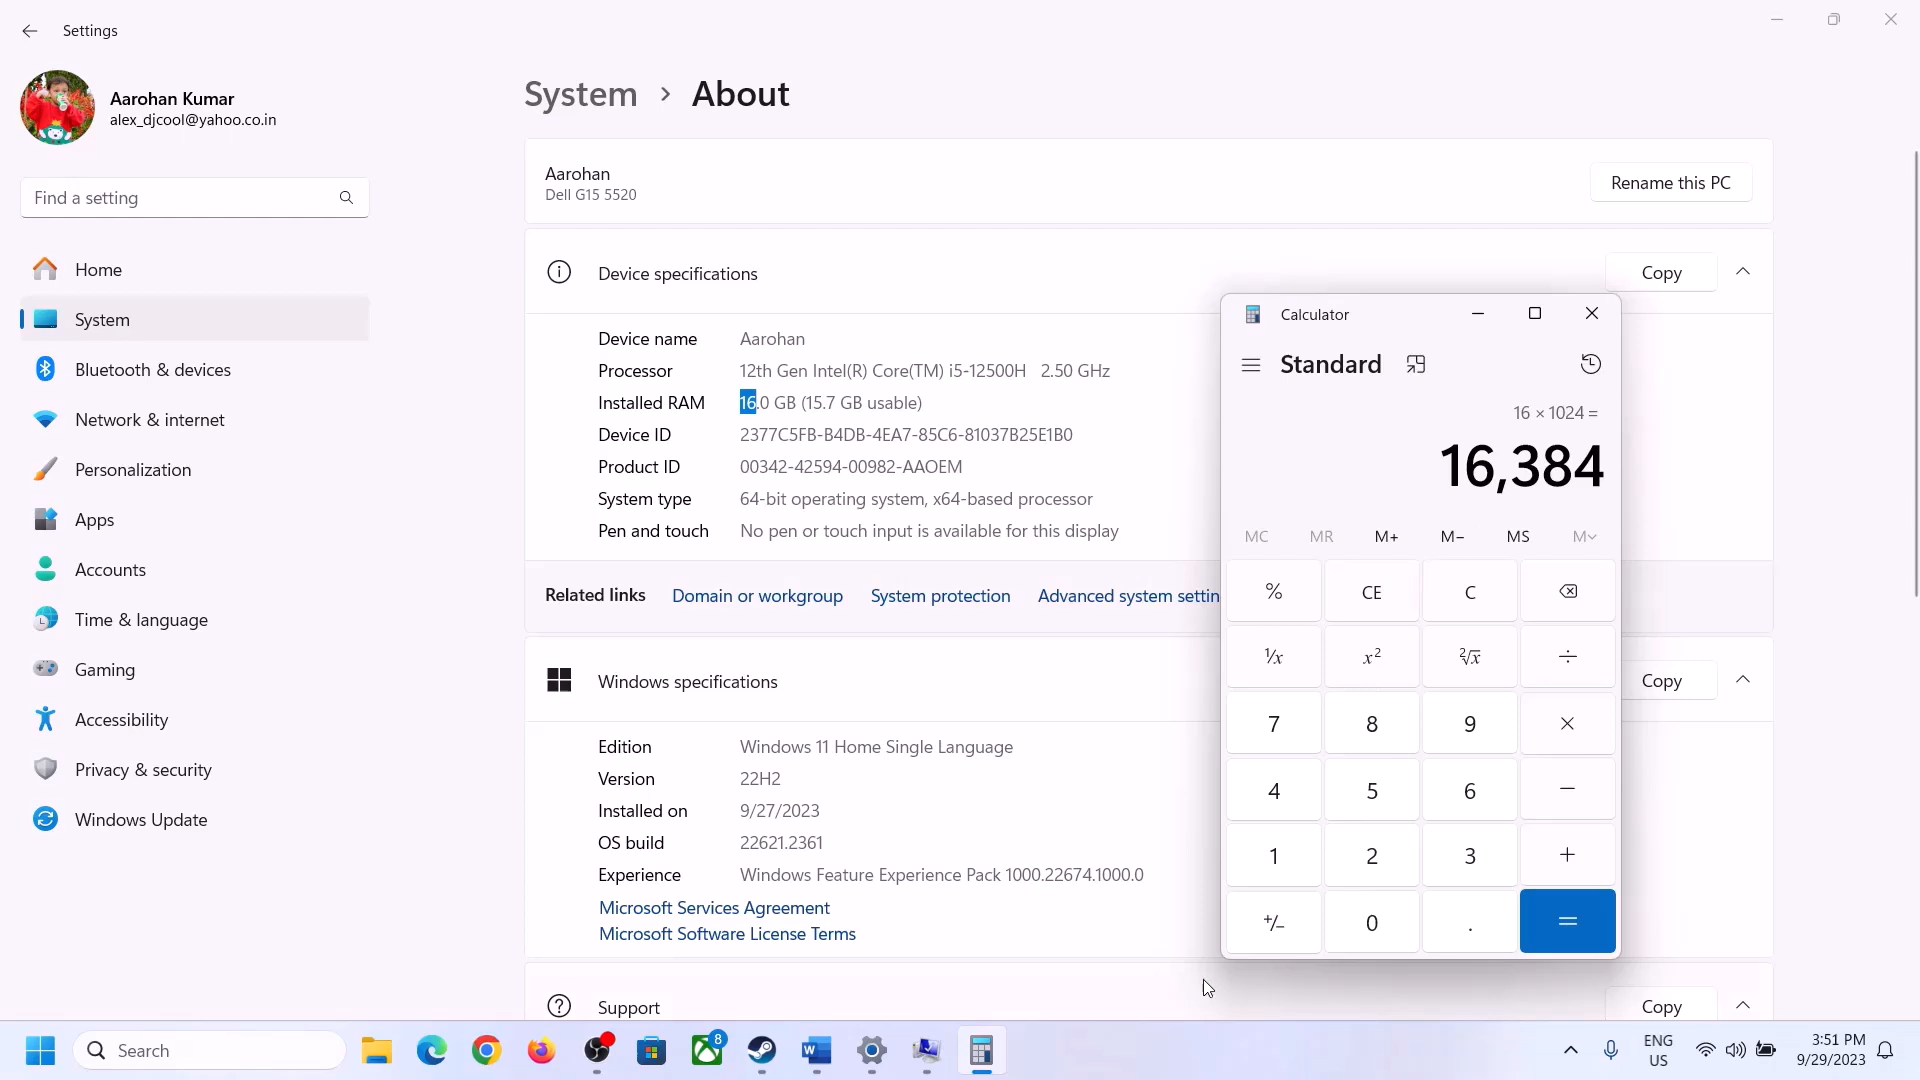 Settings
Aarohan Kumar
alex_djcool@yahoo.co.in
Find a setting
Home
System
Bluetooth & devices
Network & internet
Personalization
Apps
Accounts
Time & language
Gaming
Accessibility
Privacy & security
Windows Update
System > About
Aarohan
Dell G15 5520
Rename this PC
Device specifications
Copy
Device name Aarohan
Processor 12th Gen Intel(R) Core(TM) i5-12500H 2.50 GHz
Installed RAM 16.0 GB (15.7 GB usable)
Device ID 2377C5FB-B4DB-4EA7-85C6-81037B25E1B0
Product ID 00342-42594-00982-AAOEM
System type 64-bit operating system, x64-based processor
Pen and touch No pen or touch input is available for this display
Related links Domain or workgroup System protection Advanced system settin
Windows specifications
Copy
Edition Windows 11 Home Single Language
Version 22H2
Installed on 9/27/2023
OS build 22621.2361
Experience Windows Feature Experience Pack 1000.22674.1000.0
Microsoft Services Agreement
Microsoft Software License Terms
Support
Copy
Calculator
Standard
16 × 1024 =
16,384
MC MR M+ M− MS M
% CE C
¹/x x² ²√x ÷
7 8 9 ×
4 5 6 −
1 2 3 +
+/− 0 . =
Search
8
ENG
US
3:51 PM
9/29/2023